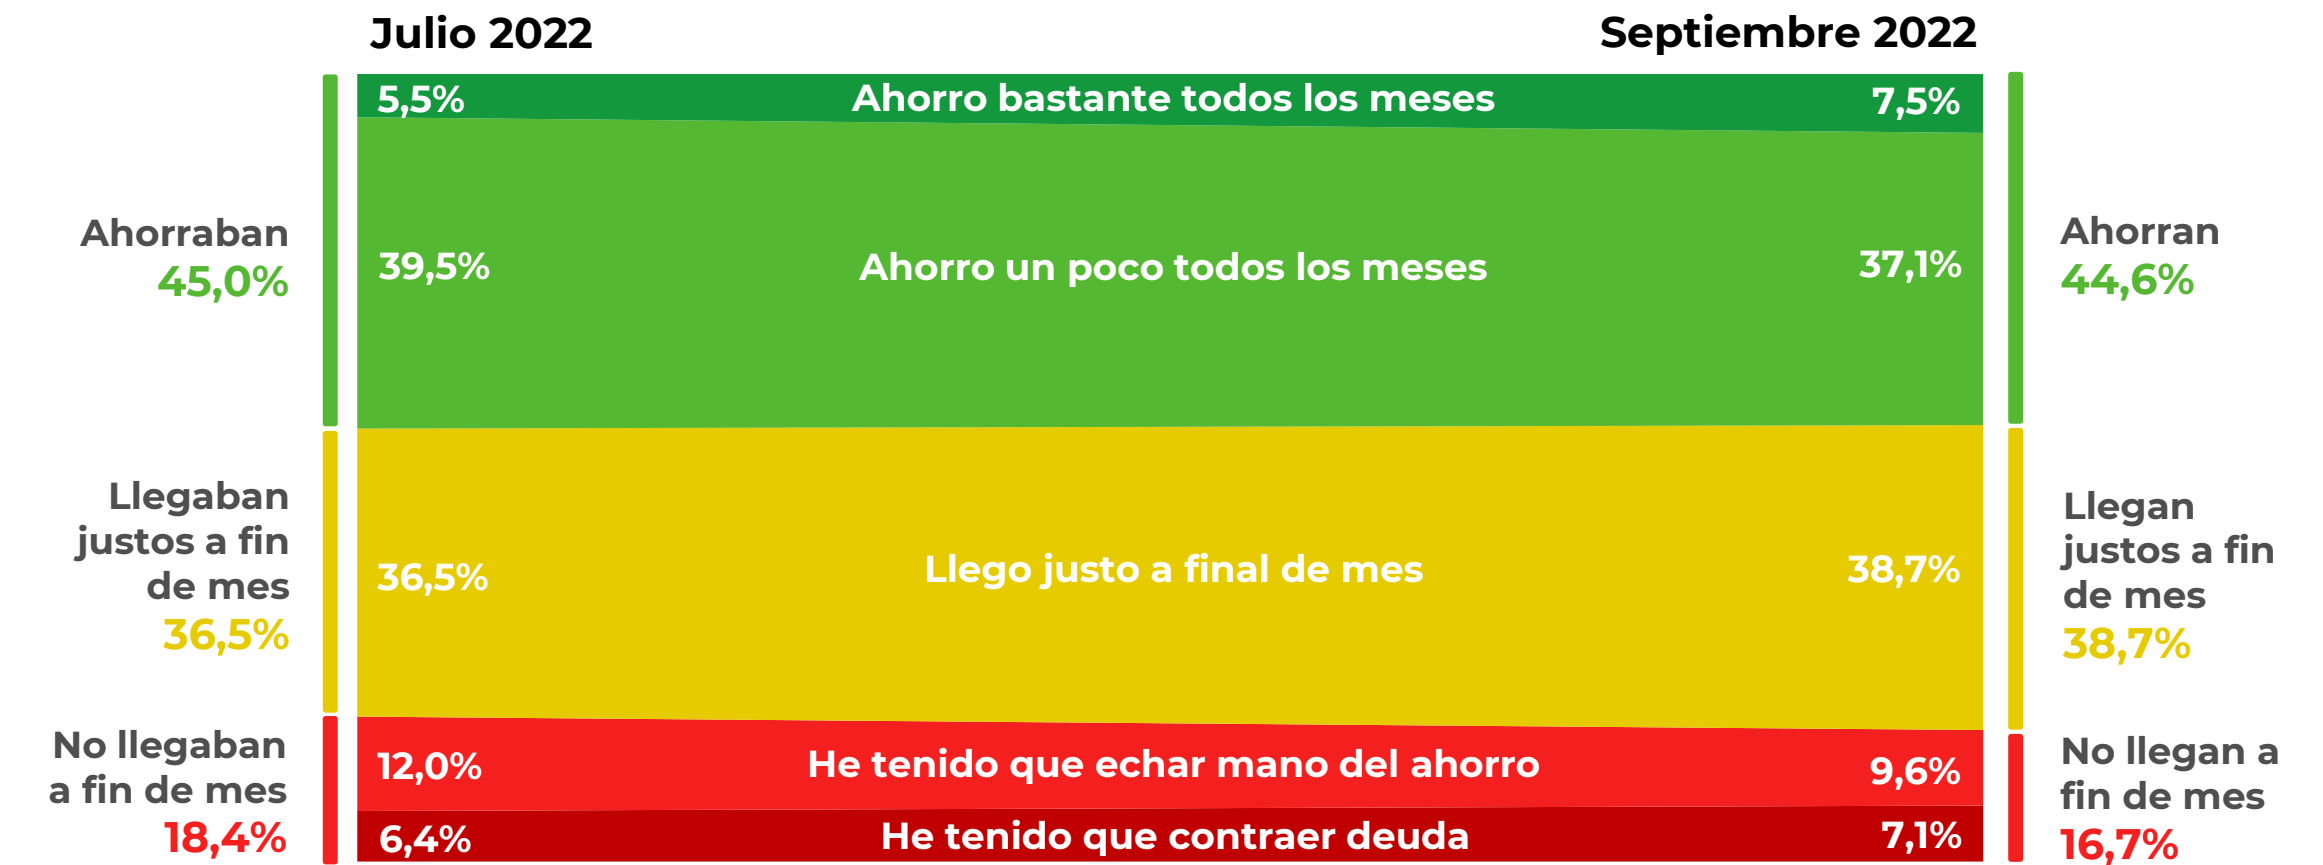 Julio 2022
Septiembre 2022
5,5%
Ahorro bastante todos los meses
7,5%
Ahorraban
45,0%
39,5%
Ahorro un poco todos los meses
37,1%
Ahorran
44,6%
Llegaban
justos a fin
de mes
36,5%
36,5%
Llego justo a final de mes
38,7%
Llegan
justos a fin
de mes
38,7%
No llegaban
a fin de mes
18,4%
12,0%
He tenido que echar mano del ahorro
9,6%
6,4%
He tenido que contraer deuda
7,1%
No llegan a
fin de mes
16,7%